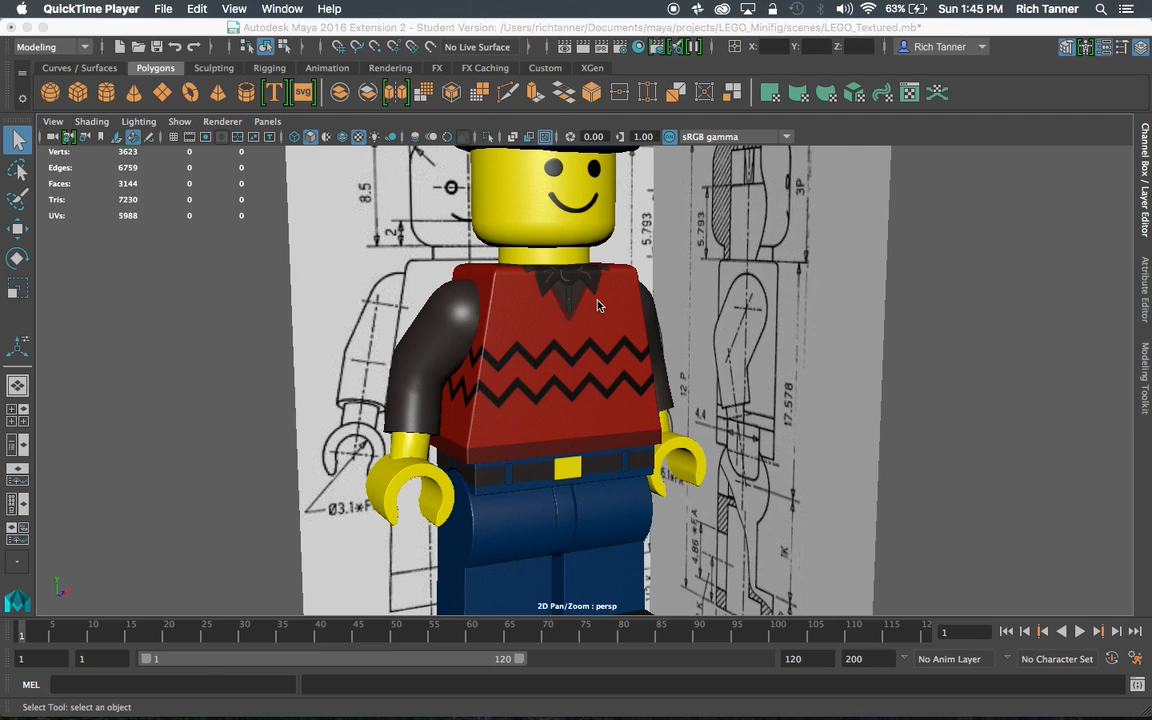 QuickTime Player File Edit View Window Help 63% Sun 1:45 PM Rich Tanner
Autodesk Maya 2016 Extension 2 - Student Version: /Users/richtanner/Documents/maya/projects/LEGO_Minifig/scenes/LEGO_Textured.mb*
Modeling No Live Surface X: Y: Z: Rich Tanner
Curves / Surfaces Polygons Sculpting Rigging Animation Rendering FX FX Caching Custom XGen
T svg
View Shading Lighting Show Renderer Panels
0.00 1.00 sRGB gamma
Verts: 3623 0 0
Edges: 6759 0 0
Faces: 3144 0 0
Tris: 7230 0 0
UVs: 5988 0 0
8.5
2
5.793
5.793
3P
12 P
17.578
4.86
1K
Channel Box / Layer Editor
Attribute Editor
Modeling Toolkit
2D Pan/Zoom : persp
1 5 10 15 20 25 30 35 40 45 50 55 60 65 70 75 80 85 90 95 100 105 110 115 12 1
1 1 1 120 120 200 No Anim Layer No Character Set
MEL
Select Tool: select an object